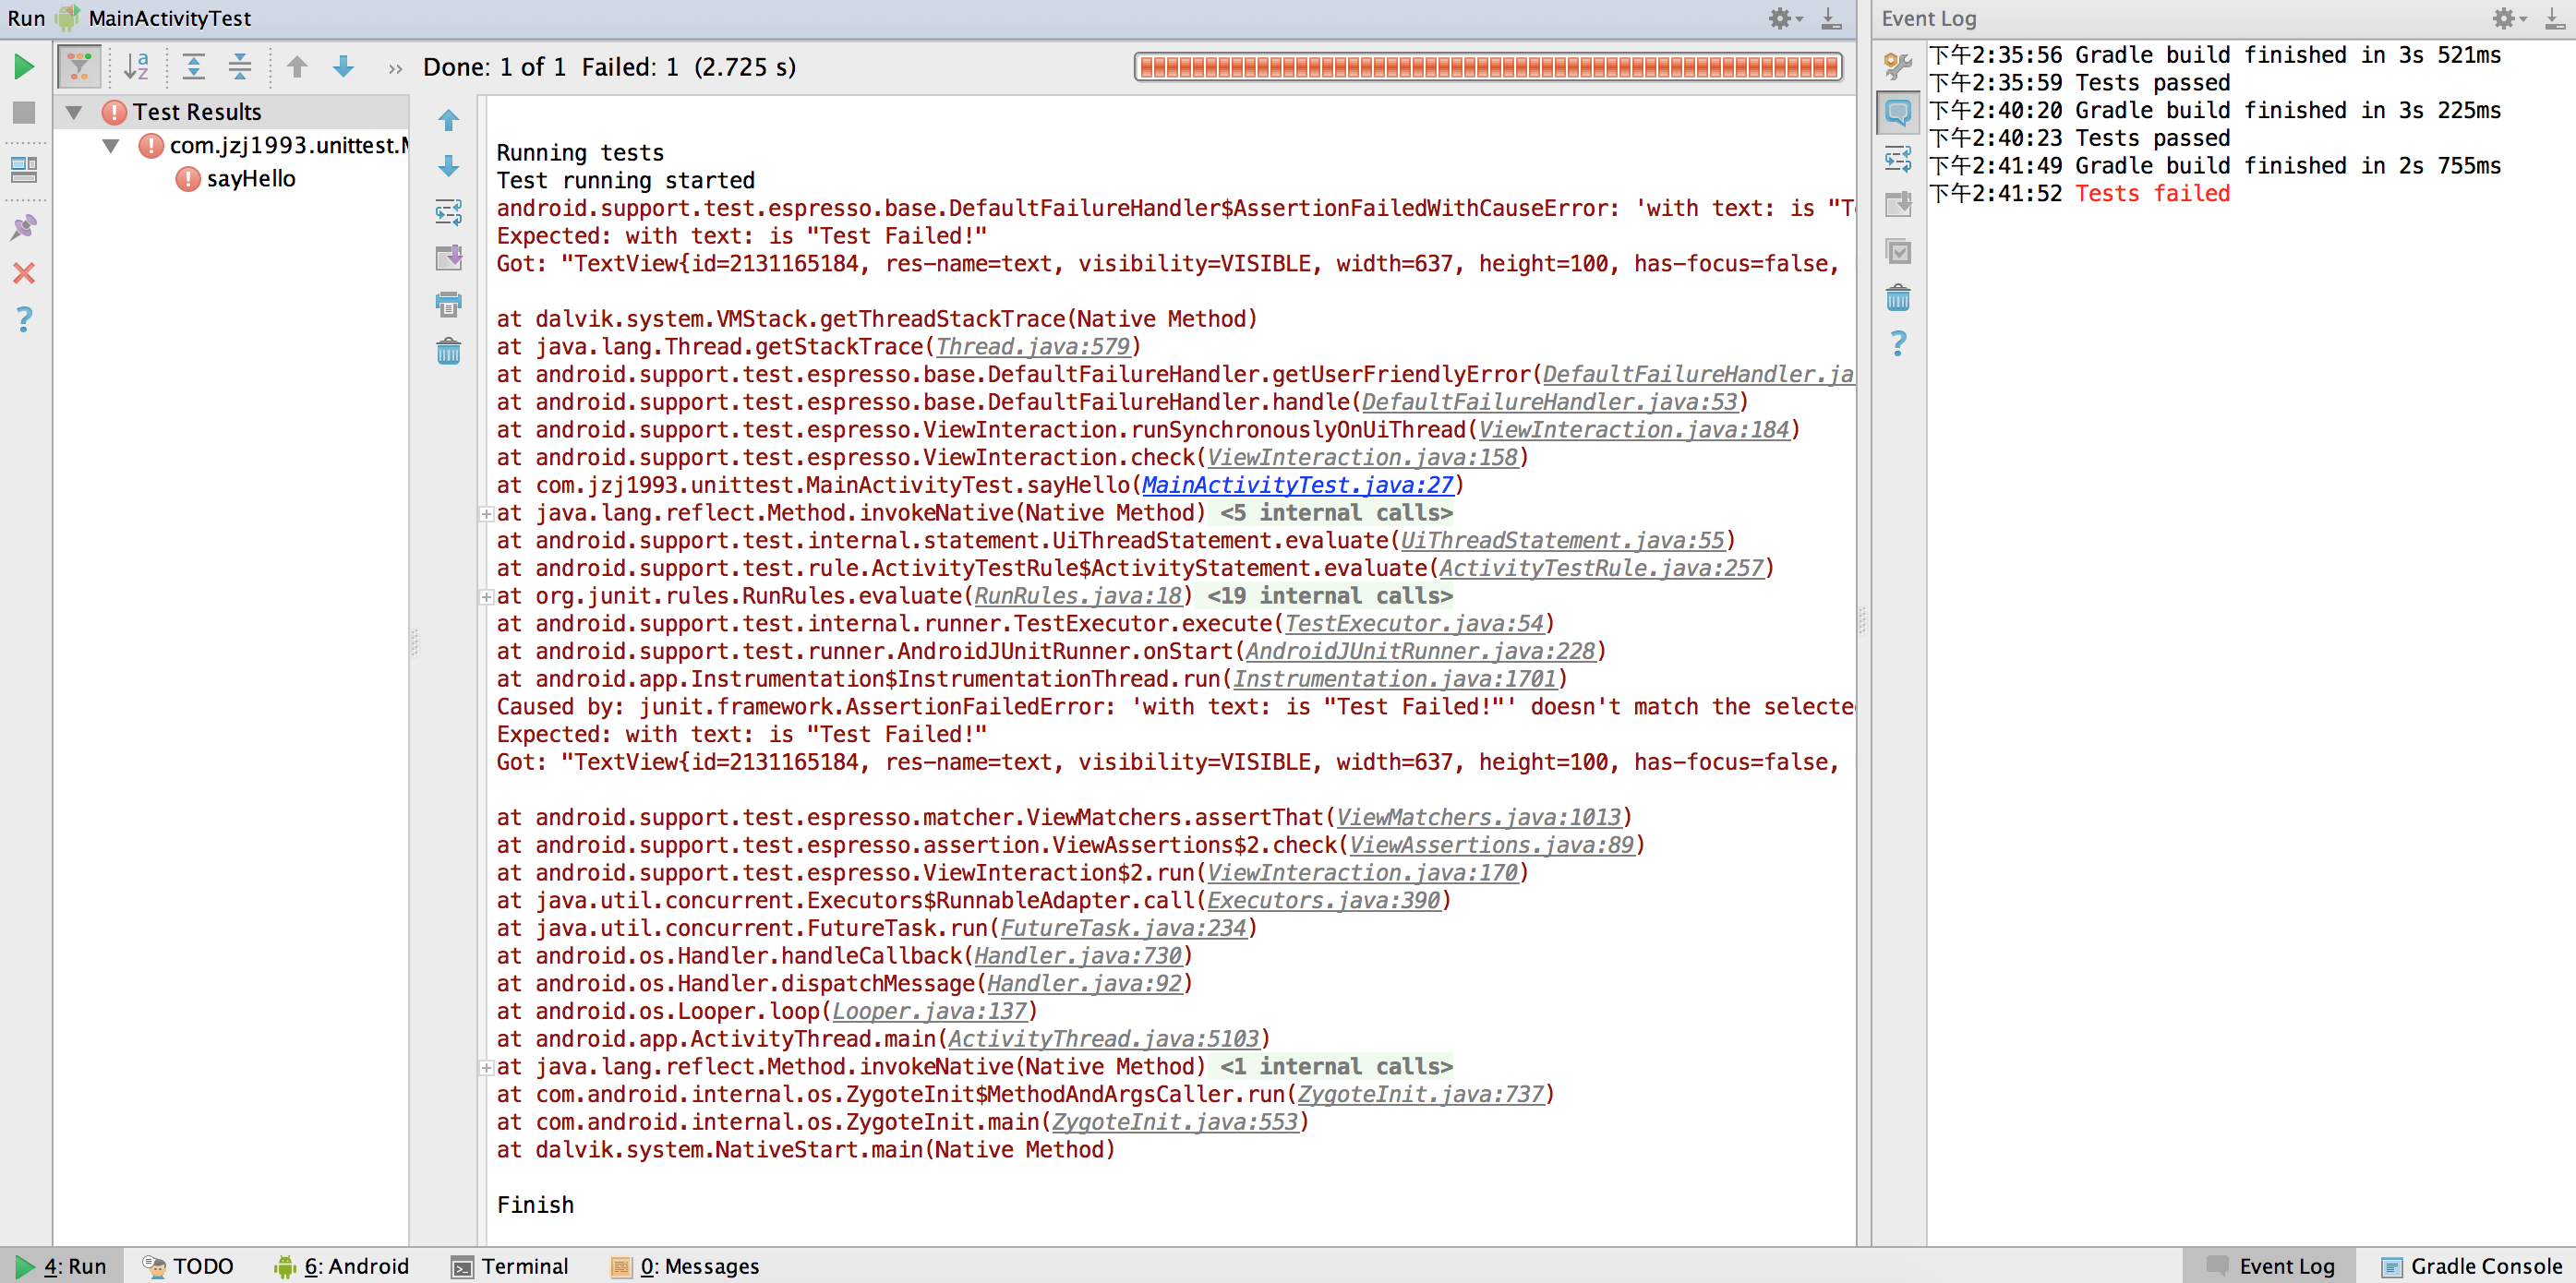 Run MainActivityTest
Done: 1 of 1 Failed: 1 (2.725 s)
Test Results
com.jzj1993.unittest.M
sayHello
Running tests
Test running started
android.support.test.espresso.base.DefaultFailureHandler$AssertionFailedWithCauseError: 'with text: is "T
Expected: with text: is "Test Failed!"
Got: "TextView{id=2131165184, res-name=text, visibility=VISIBLE, width=637, height=100, has-focus=false,
at dalvik.system.VMStack.getThreadStackTrace(Native Method)
at java.lang.Thread.getStackTrace(Thread.java:579)
at android.support.test.espresso.base.DefaultFailureHandler.getUserFriendlyError(DefaultFailureHandler.ja
at android.support.test.espresso.base.DefaultFailureHandler.handle(DefaultFailureHandler.java:53)
at android.support.test.espresso.ViewInteraction.runSynchronouslyOnUiThread(ViewInteraction.java:184)
at android.support.test.espresso.ViewInteraction.check(ViewInteraction.java:158)
at com.jzj1993.unittest.MainActivityTest.sayHello(MainActivityTest.java:27)
at java.lang.reflect.Method.invokeNative(Native Method) <5 internal calls>
at android.support.test.internal.statement.UiThreadStatement.evaluate(UiThreadStatement.java:55)
at android.support.test.rule.ActivityTestRule$ActivityStatement.evaluate(ActivityTestRule.java:257)
at org.junit.rules.RunRules.evaluate(RunRules.java:18) <19 internal calls>
at android.support.test.internal.runner.TestExecutor.execute(TestExecutor.java:54)
at android.support.test.runner.AndroidJUnitRunner.onStart(AndroidJUnitRunner.java:228)
at android.app.Instrumentation$InstrumentationThread.run(Instrumentation.java:1701)
Caused by: junit.framework.AssertionFailedError: 'with text: is "Test Failed!"' doesn't match the selecte
Expected: with text: is "Test Failed!"
Got: "TextView{id=2131165184, res-name=text, visibility=VISIBLE, width=637, height=100, has-focus=false,
at android.support.test.espresso.matcher.ViewMatchers.assertThat(ViewMatchers.java:1013)
at android.support.test.espresso.assertion.ViewAssertions$2.check(ViewAssertions.java:89)
at android.support.test.espresso.ViewInteraction$2.run(ViewInteraction.java:170)
at java.util.concurrent.Executors$RunnableAdapter.call(Executors.java:390)
at java.util.concurrent.FutureTask.run(FutureTask.java:234)
at android.os.Handler.handleCallback(Handler.java:730)
at android.os.Handler.dispatchMessage(Handler.java:92)
at android.os.Looper.loop(Looper.java:137)
at android.app.ActivityThread.main(ActivityThread.java:5103)
at java.lang.reflect.Method.invokeNative(Native Method) <1 internal calls>
at com.android.internal.os.ZygoteInit$MethodAndArgsCaller.run(ZygoteInit.java:737)
at com.android.internal.os.ZygoteInit.main(ZygoteInit.java:553)
at dalvik.system.NativeStart.main(Native Method)
Finish
Event Log
下午2:35:56 Gradle build finished in 3s 521ms
下午2:35:59 Tests passed
下午2:40:20 Gradle build finished in 3s 225ms
下午2:40:23 Tests passed
下午2:41:49 Gradle build finished in 2s 755ms
下午2:41:52 Tests failed
4: Run TODO 6: Android Terminal 0: Messages Event Log Gradle Console